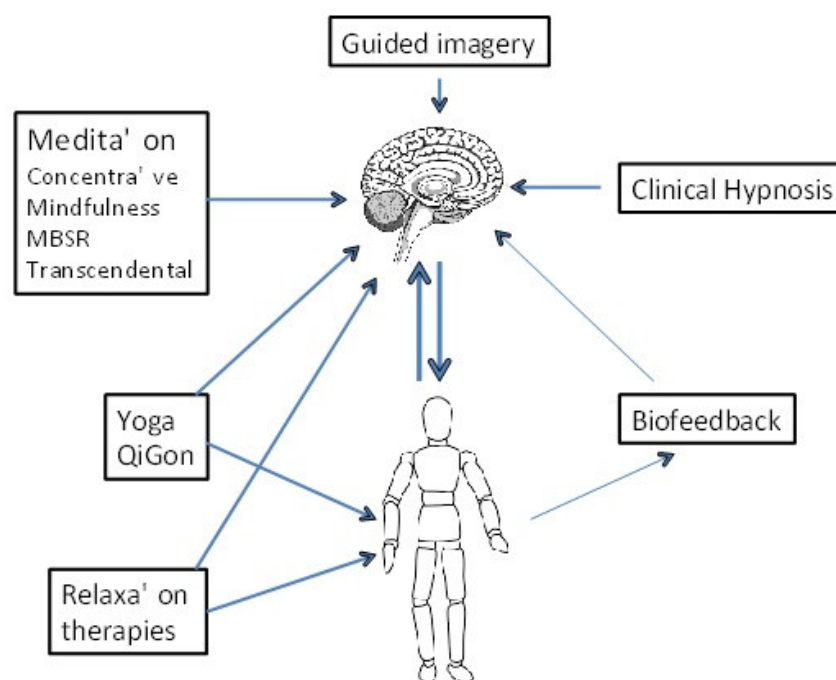 Guided imagery
Medita' on
Concentra' ve
Mindfulness
MBSR
Transcendental
Clinical Hypnosis
Yoga
QiGon
Biofeedback
Relaxa' on
therapies